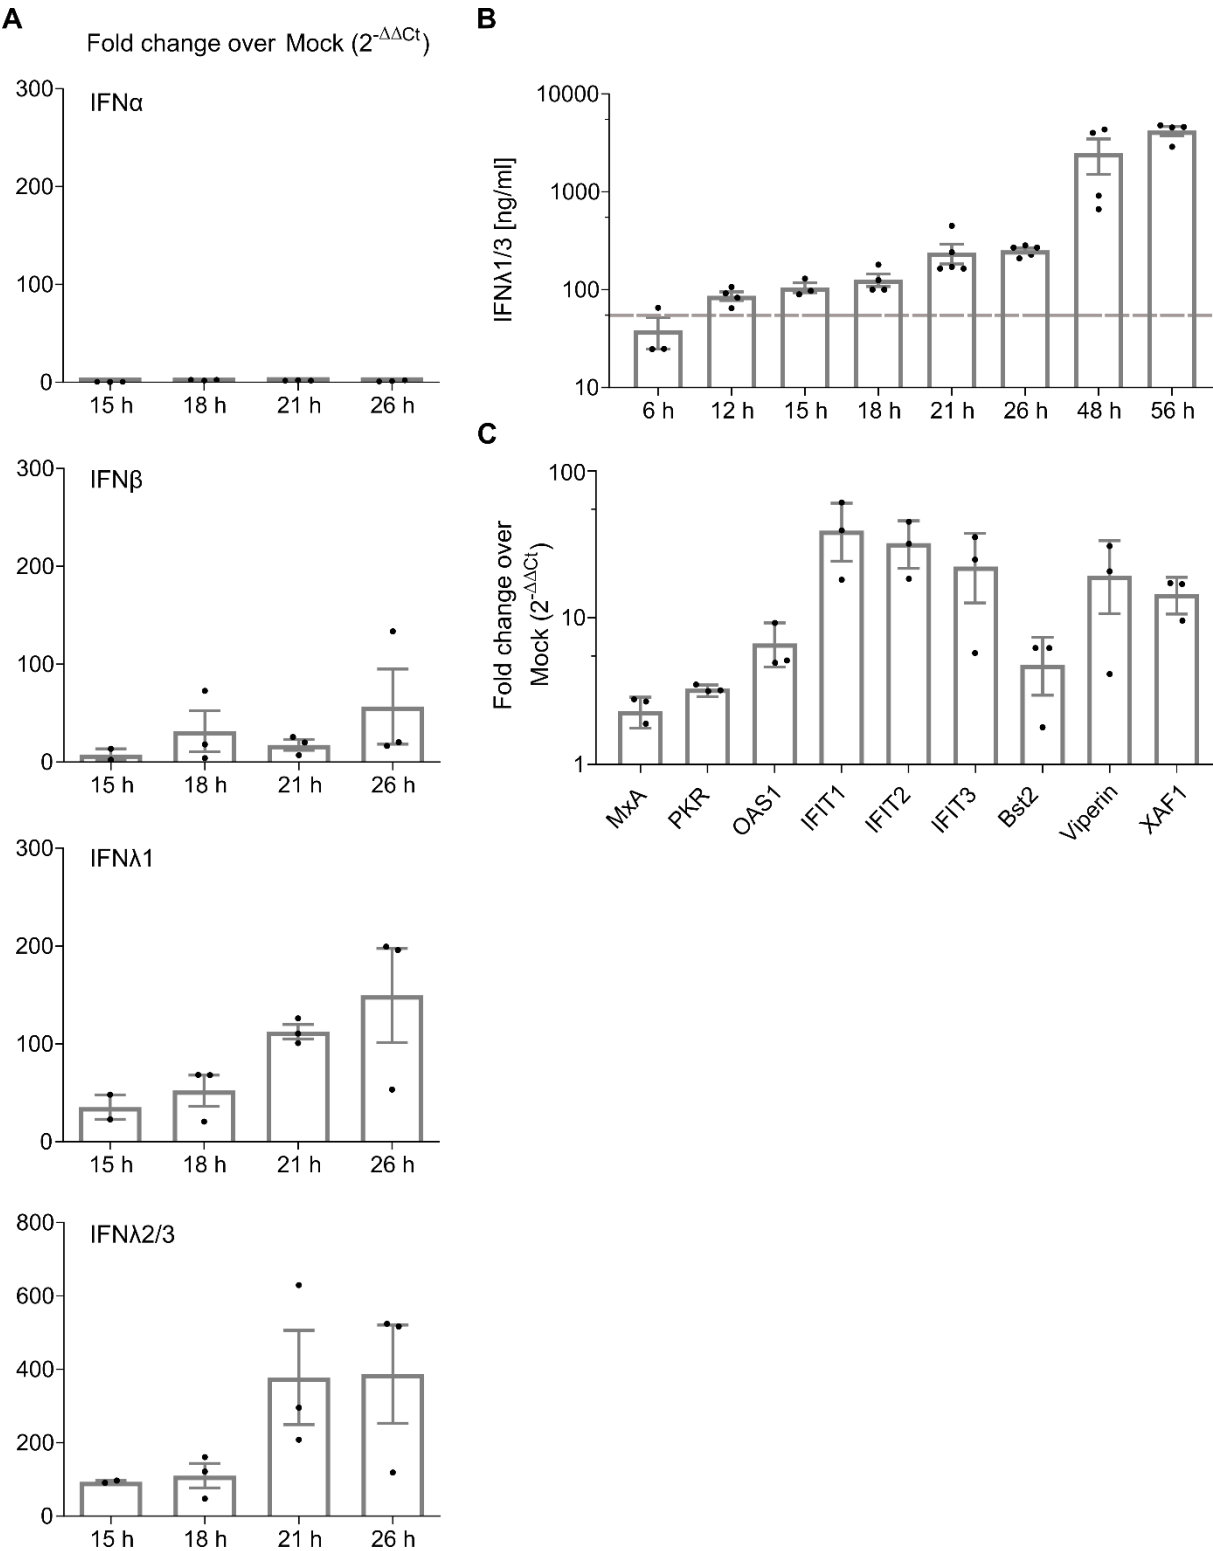 A
Fold change over Mock (2^-ΔΔCt)
300
IFNα
200
100
0
15 h 18 h 21 h 26 h
300
IFNβ
200
100
0
15 h 18 h 21 h 26 h
300
IFNλ1
200
100
0
15 h 18 h 21 h 26 h
800
IFNλ2/3
600
400
200
0
15 h 18 h 21 h 26 h
B
IFNλ1/3 [ng/ml]
10000
1000
100
10
6 h 12 h 15 h 18 h 21 h 26 h 48 h 56 h
C
Fold change over
Mock (2^-ΔΔCt)
100
10
1
MxA PKR OAS1 IFIT1 IFIT2 IFIT3 Bst2 Viperin XAF1